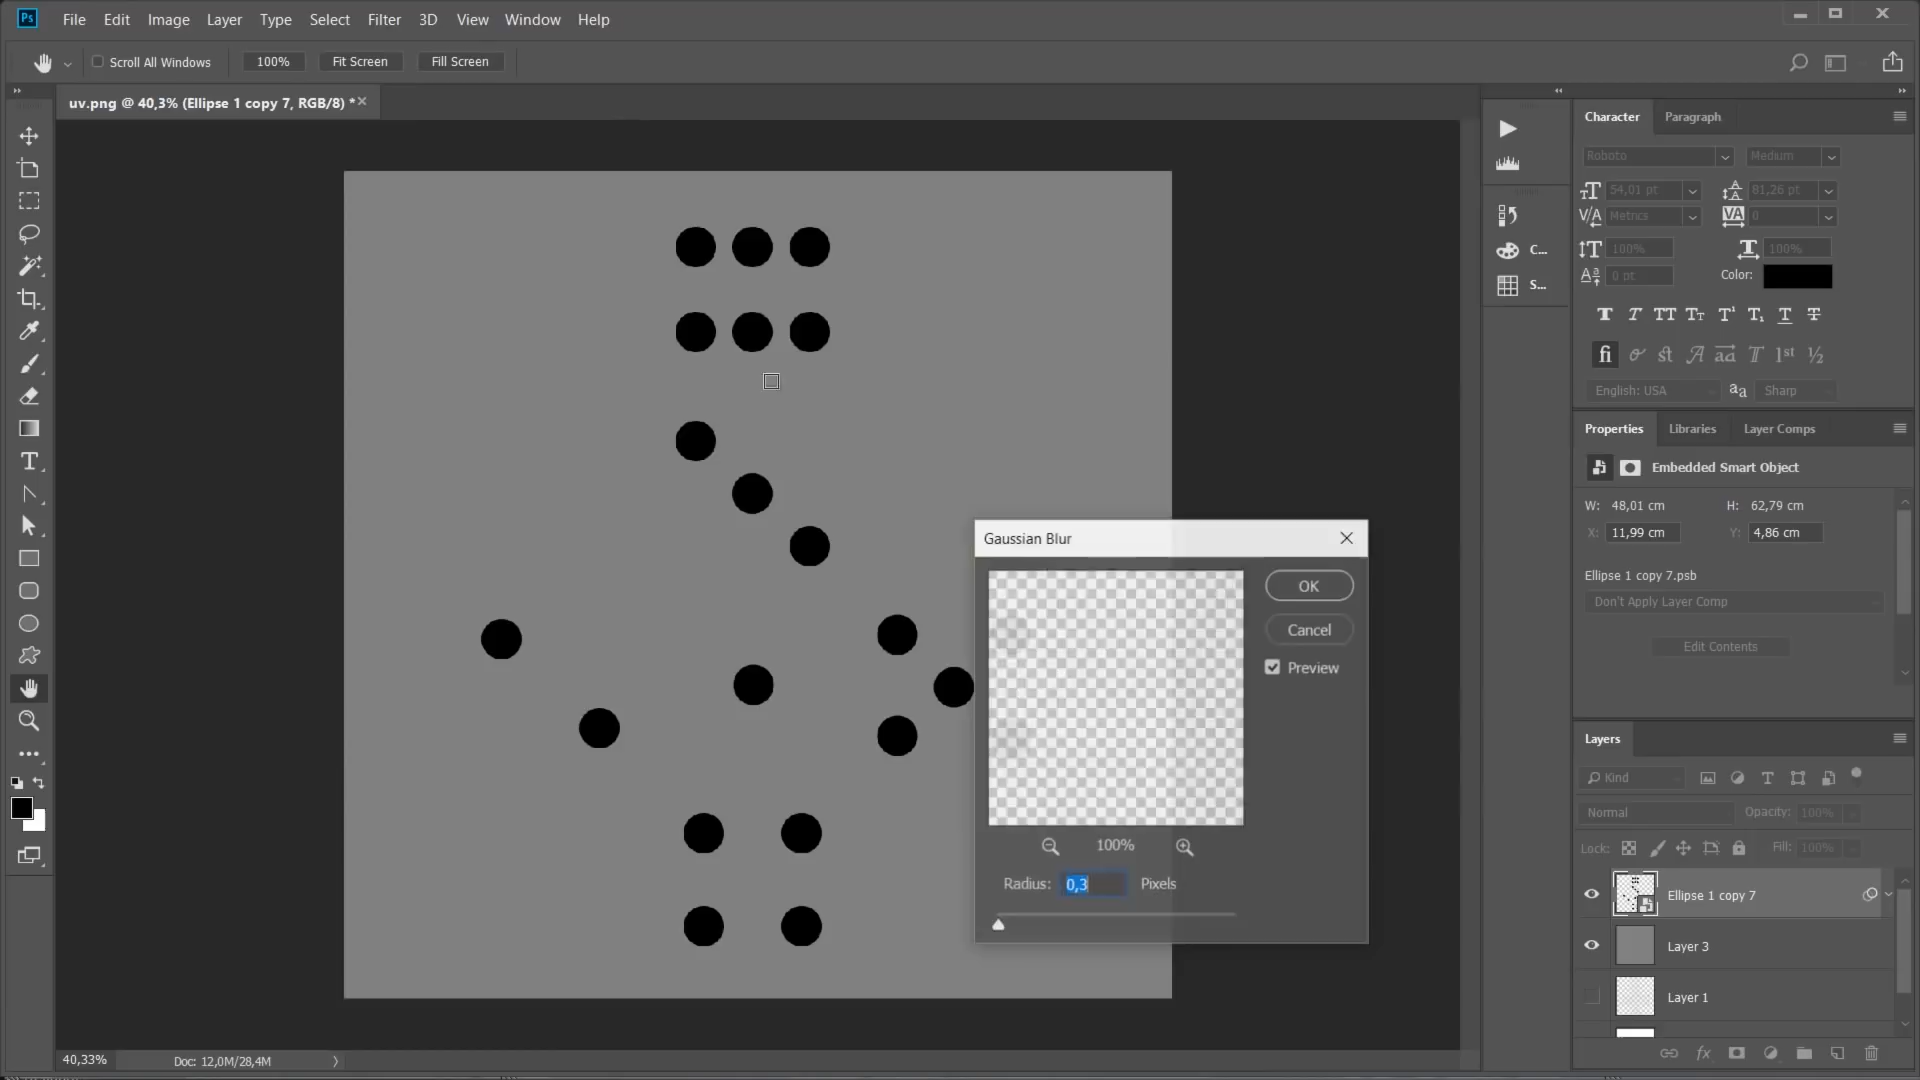 Ps File Edit Image Layer Type Select Filter 3D View Window Help
Scroll All Windows 100% Fit Screen Fill Screen
uv.png @ 40,3% (Ellipse 1 copy 7, RGB/8) *
Character Paragraph
Roboto Medium
54,01 pt 81,26 pt
Metrics 0
100% 100%
0 pt Color:
C...
S...
English: USA Sharp
Properties Libraries Layer Comps
Embedded Smart Object
W: 48,01 cm H: 62,79 cm
X: 11,99 cm Y: 4,86 cm
Ellipse 1 copy 7.psb
Don't Apply Layer Comp
Edit Contents
Gaussian Blur
OK
Cancel
Preview
100%
Radius: 0,3 Pixels
Layers
Kind
Normal Opacity: 100%
Lock: Fill: 100%
Ellipse 1 copy 7
Layer 3
Layer 1
40,33% Doc: 12,0M/28,4M